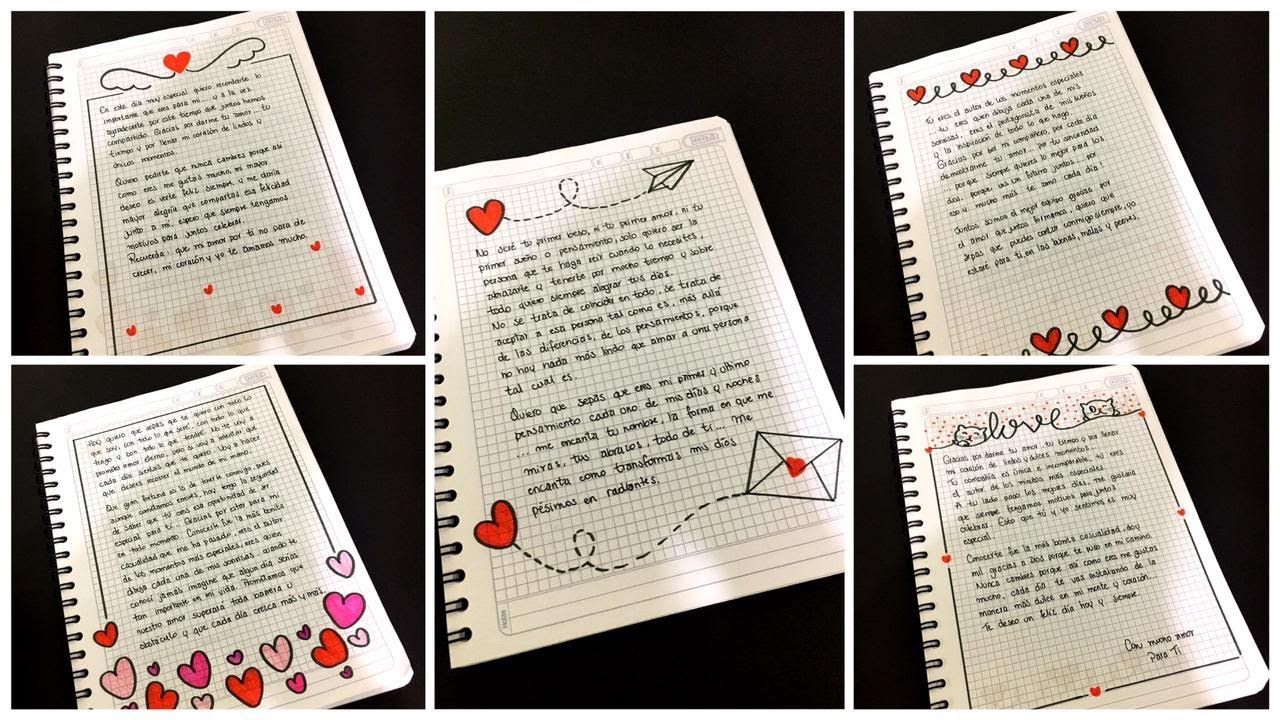 En este día muy especial quiero recordarte lo
importante que eres para mi... y a la vez
agradecerte por este tiempo que juntos hemos
compartido. Gracias por darme tu amor, tu
tiempo y por llenar mi corazón de lindos y
únicos momentos.
Quiero pedirte que nunca cambies porque así
como eres me gustas mucho, mi mayor
deseo es verte feliz siempre, y me daría
mayor alegría que compartas esa felicidad
junto a mí, espero que siempre tengamos
motivos para juntos celebrar.
Recuerda: que mi amor por ti no para de
crecer, mi corazón y yo te amamos mucho.
No seré tu primer beso, ni tu primer amor, ni tu
primer sueño o pensamiento, solo quiero ser la
persona que te haga reír cuando lo necesites,
abrazarte y tenerte por mucho tiempo y sobre
todo quiero siempre alegrar tus días.
No se trata de coincidir en todo, se trata de
aceptar a esa persona tal como es, más allá
de las diferencias, de los pensamientos, porque
no hay nada más lindo que amar a una persona
tal cual es.
Quiero que sepas que eres mi primer y último
pensamiento cada uno de mis días y noches
... me encanta tu nombre, la forma en que me
miras, tus abrazos, todo de ti... me
encanta como transformas mis días
pésimos en radiantes.
Tú eres el autor de los momentos especiales
... tú eres quien dibuja cada una de mis
sonrisas, eres el protagonista de mis sueños
y la inspiración de todo lo que hago.
Gracias por ser mi compañero, por cada día
demostrarme tu amor... por tu sinceridad
... porque siempre quieres lo mejor para los
dos, porque ves un futuro juntos... por
eso y mucho más te amo cada día.
Juntos somos el mejor equipo gracias por
el amor que juntos formamos, quiero que
sepas que puedes contar conmigo siempre, yo
estaré para ti, en las buenas, malas y peores.
Hoy quiero que sepas que te quiero con todo lo
que soy, con todo lo que seré, con todo lo que
tengo y con todo lo que tendré. No te voy a
prometer amor eterno, pero si voy a intentar que
cada día sientas que te quiero. Voy a hacer
que desees recorrer el mundo de mi mano.
Que gran fortuna es la de tenerte conmigo, pues
aunque cambiamos errores, hoy tengo la seguridad
de saber que tú eres esa oportunidad de ser
especial para ti... Gracias por estar para mi
en todo momento. Conocerte fue la más bonita
casualidad que me ha pasado, eres el autor
de los momentos más especiales, eres quien
dibuja cada una de mis sonrisas, cuando te
conocí jamás imagine que algún día serías
tan importante en mi vida. Prometamos que
nuestro amor superará toda barrera u
obstáculo y que cada día crezca más y más.
love
Gracias por darme tu amor, tu tiempo y por llenar
mi corazón de lindos y dulces momentos...
Tu compañía es única e incomparable, tú eres
el autor de los minutos más especiales.
A tu lado paso los mejores días, me gustaría
que siempre tengamos motivos para juntos
celebrar. Esto que tú y yo sentimos es muy
especial.
Conocerte fue la más bonita casualidad, doy
mil gracias a Dios porque te puso en mi camino.
Nunca cambies porque así como eres me gustas
mucho, cada día te vas instalando de la
manera más dulce en mi mente y corazón...
Te deseo un feliz día hoy y siempre.
Con mucho amor
Para Ti